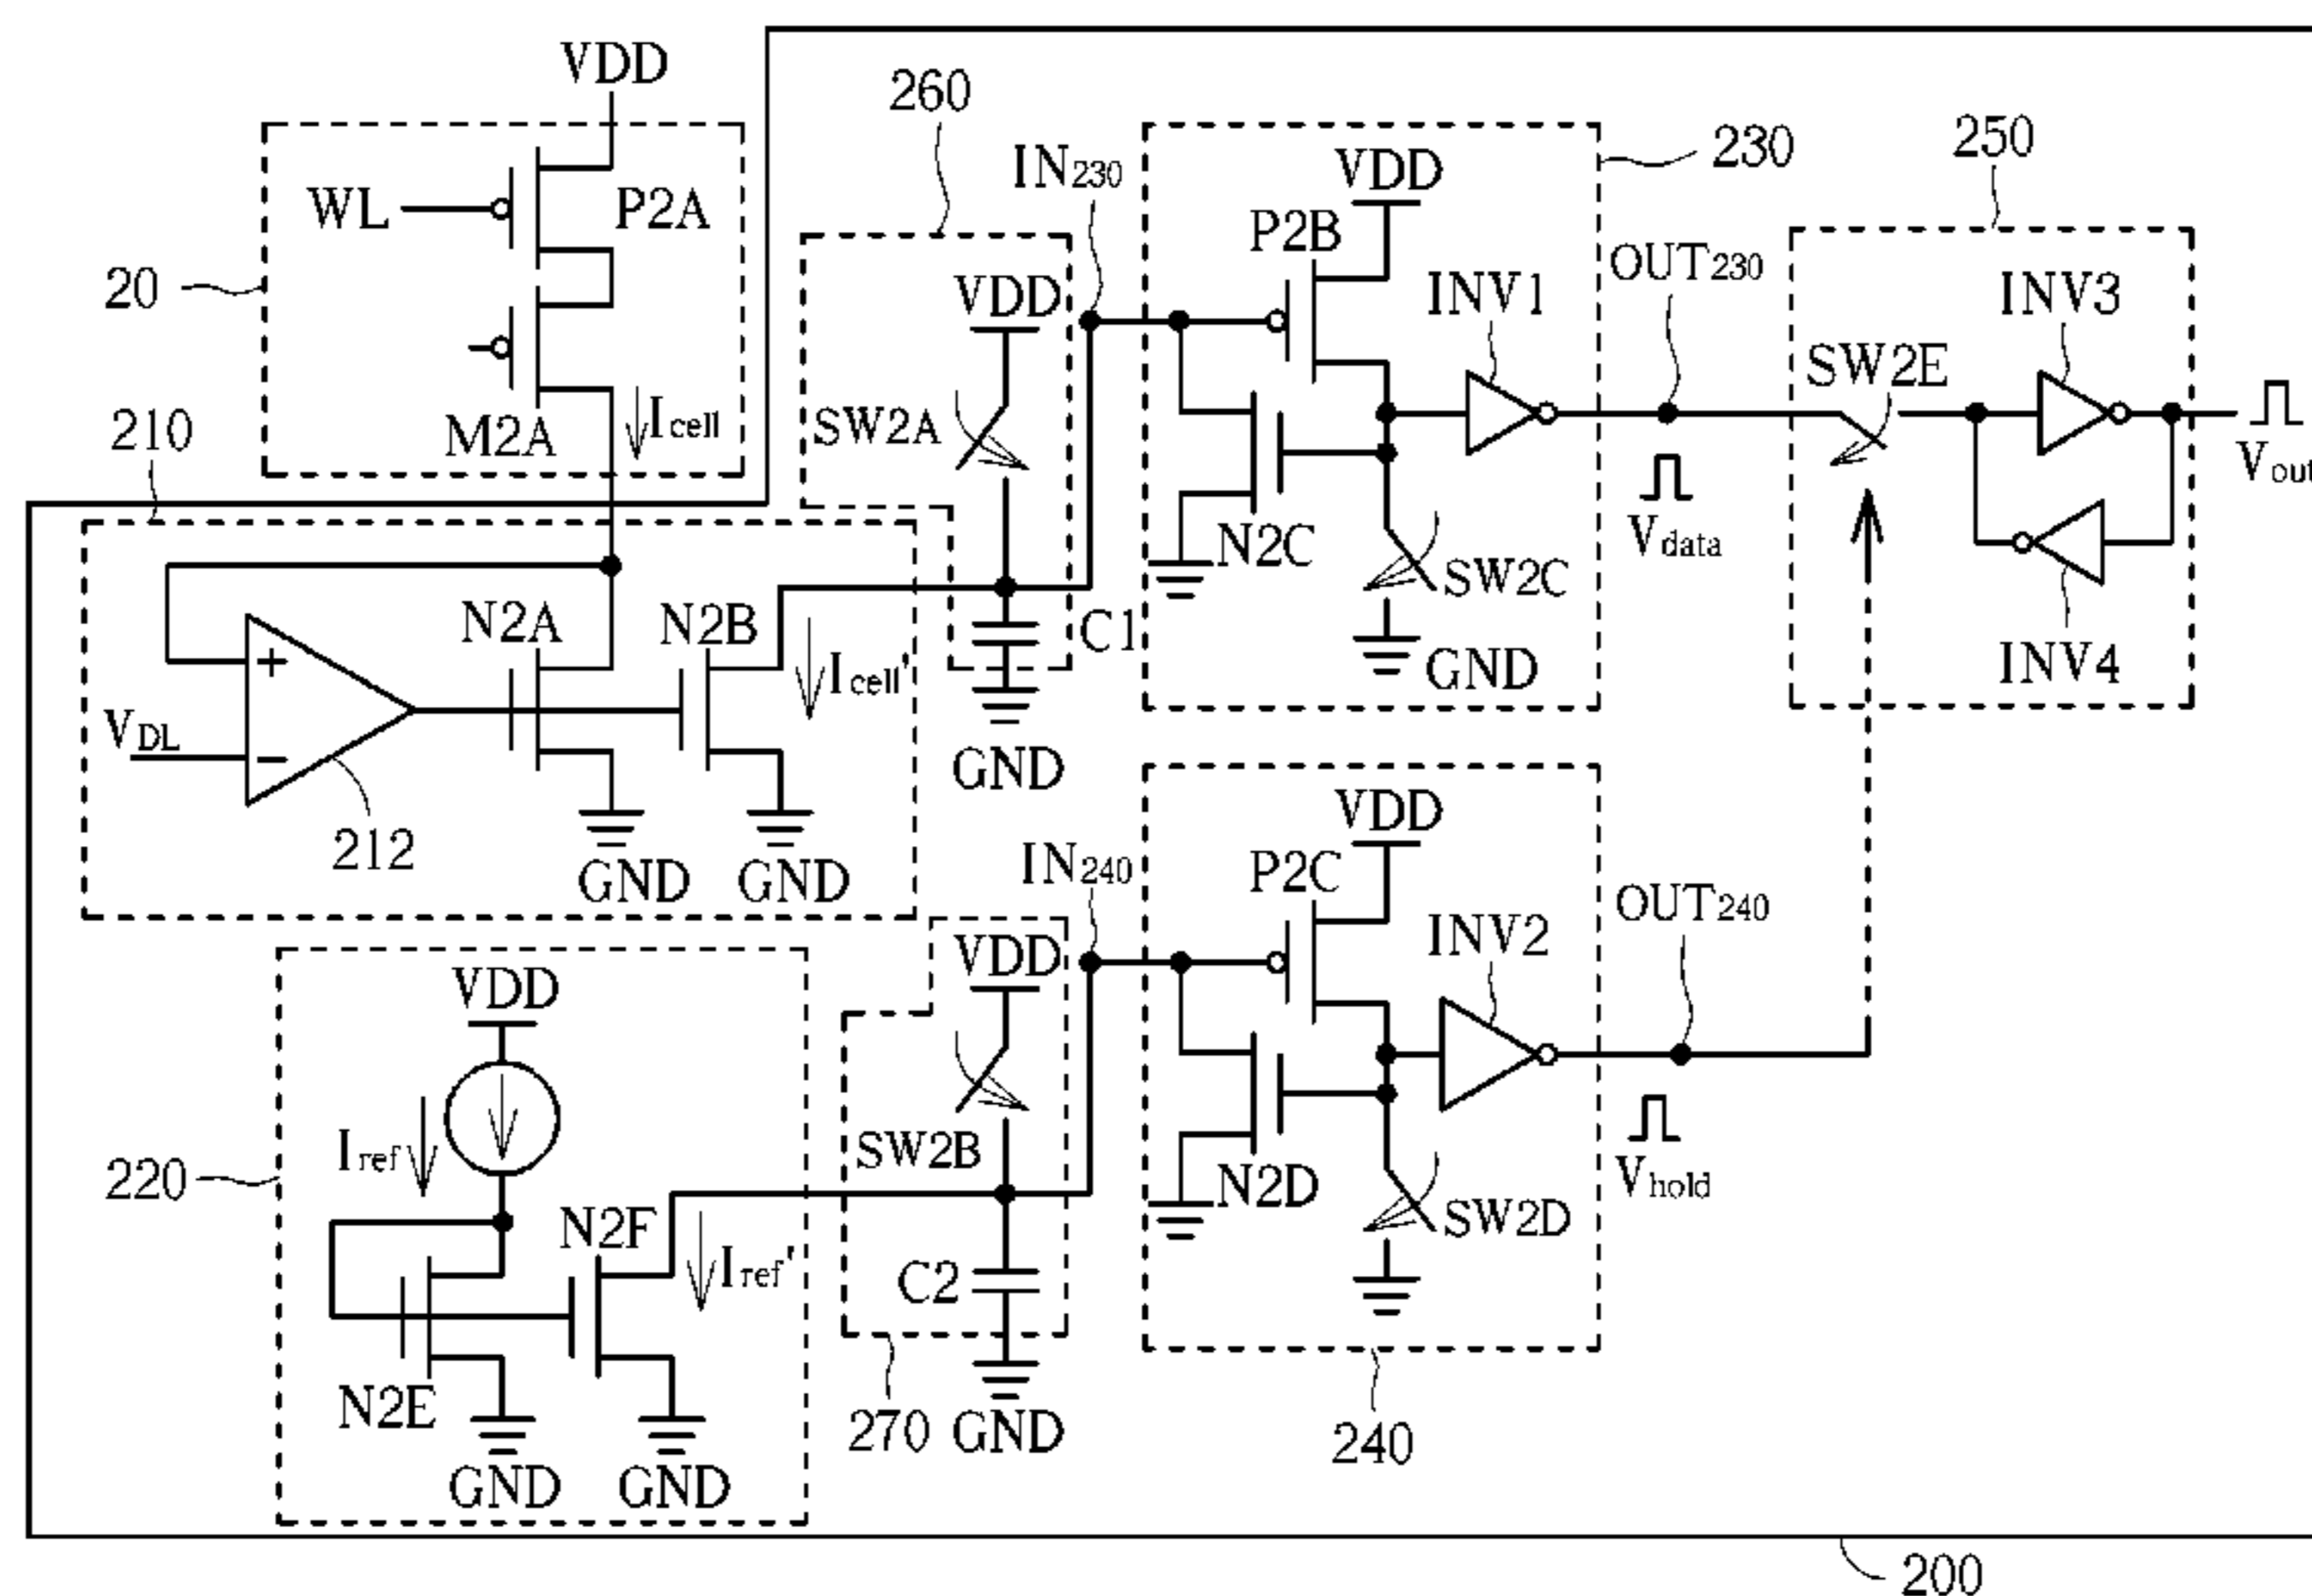 VDD
260
IN230
230
250
WL
P2A
VDD
P2B
OUT230
20
VDD
INV1
INV3
SW2E
210
M2A
Icell
SW2A
Vout
N2C
Vdata
N2A
N2B
C1
SW2C
Icell'
GND
INV4
VDL
GND
212
GND
GND
IN240
VDD
P2C
OUT240
VDD
VDD
INV2
Iref
SW2B
220
N2F
N2D
Vhold
SW2D
Iref'
C2
N2E
270
GND
240
GND
GND
200
+
−